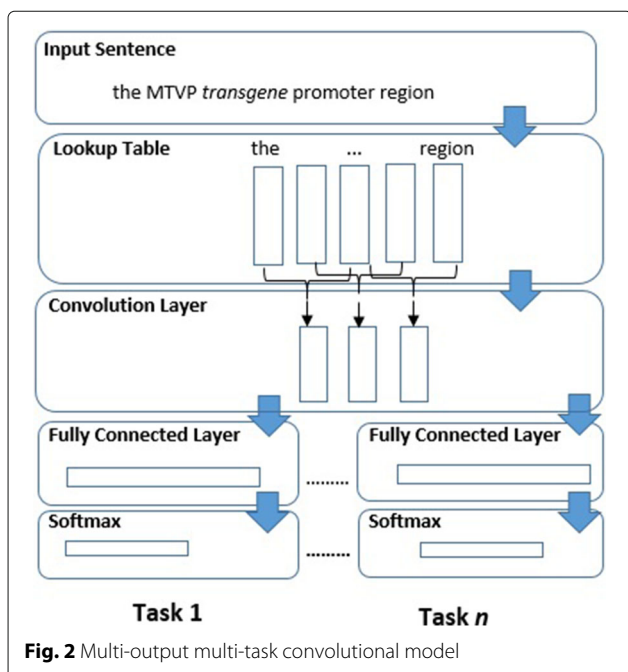 Input Sentence
the MTVP transgene promoter region
Lookup Table
the ... region
Convolution Layer
Fully Connected Layer
Fully Connected Layer
.........
Softmax
Softmax
.........
Task 1
Task n
Fig. 2 Multi-output multi-task convolutional model